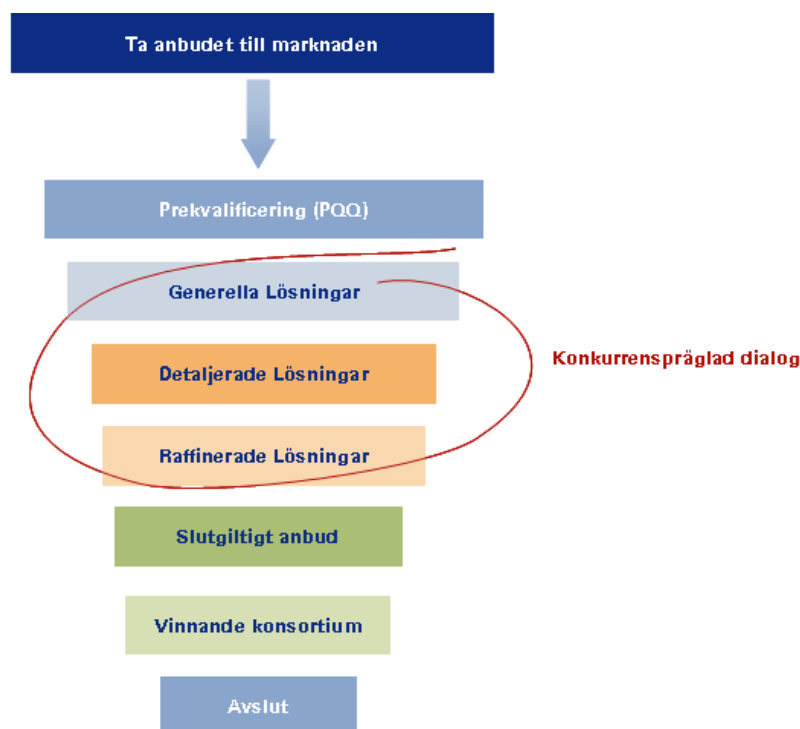 Ta anbudet till marknaden
Prekvalificering (PQQ)
Generella Lösningar
Detaljerade Lösningar
Konkurrenspräglad dialog
Raffinerade Lösningar
Slutgiltigt anbud
Vinnande konsortium
Avslut